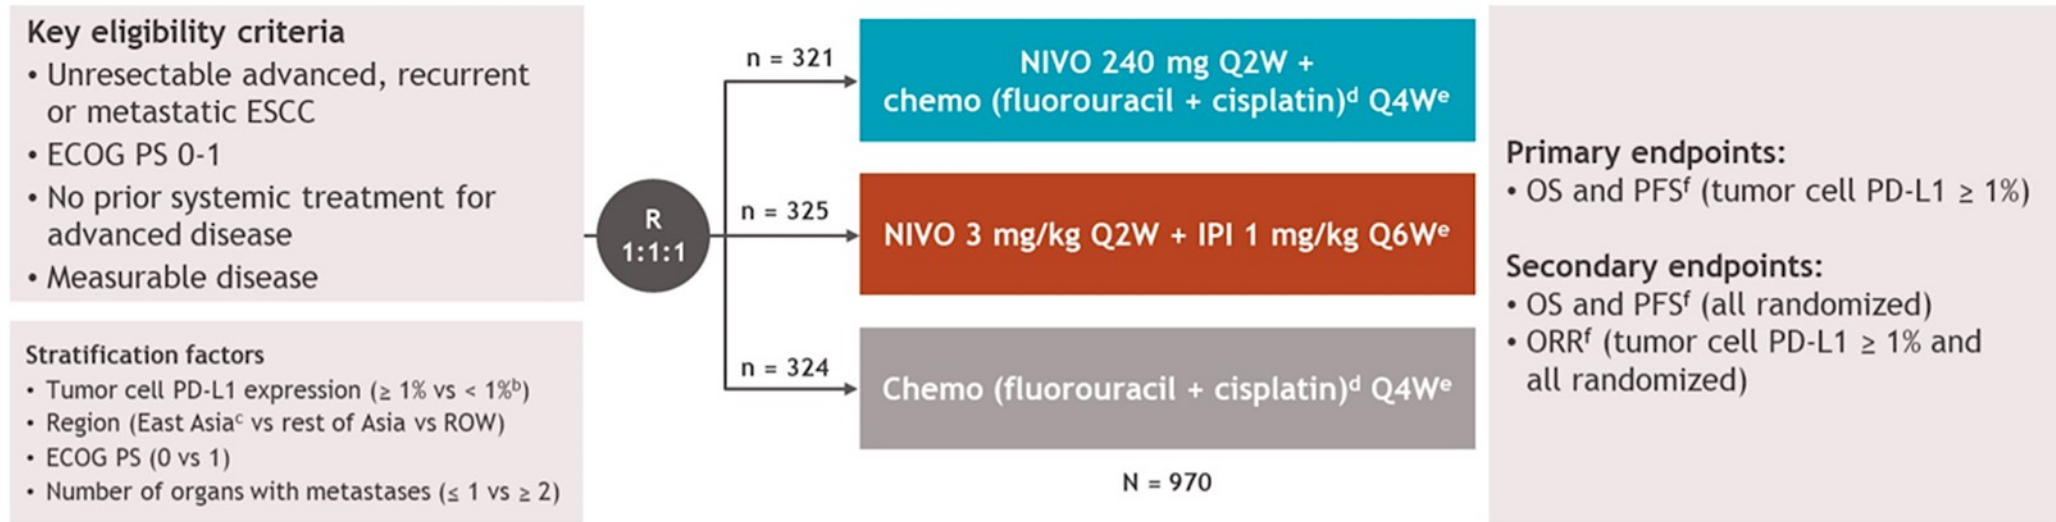 Key eligibility criteria
• Unresectable advanced, recurrent
or metastatic ESCC
• ECOG PS 0-1
• No prior systemic treatment for
advanced disease
• Measurable disease
Stratification factors
• Tumor cell PD-L1 expression (≥ 1% vs < 1%ᵇ)
• Region (East Asiaᶜ vs rest of Asia vs ROW)
• ECOG PS (0 vs 1)
• Number of organs with metastases (≤ 1 vs ≥ 2)
R
1:1:1
n = 321
NIVO 240 mg Q2W +
chemo (fluorouracil + cisplatin)ᵈ Q4Wᵉ
n = 325
NIVO 3 mg/kg Q2W + IPI 1 mg/kg Q6Wᵉ
n = 324
Chemo (fluorouracil + cisplatin)ᵈ Q4Wᵉ
N = 970
Primary endpoints:
• OS and PFSᶠ (tumor cell PD-L1 ≥ 1%)
Secondary endpoints:
• OS and PFSᶠ (all randomized)
• ORRᶠ (tumor cell PD-L1 ≥ 1% and
all randomized)